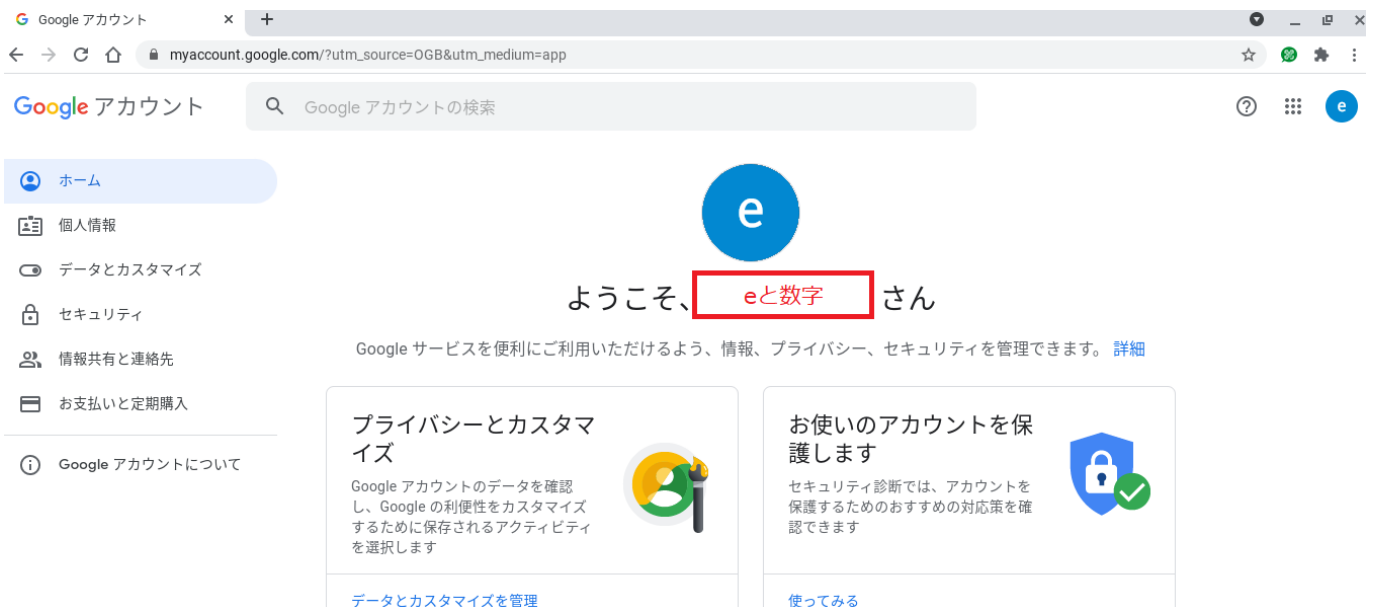 Google アカウント
myaccount.google.com/?utm_source=OGB&utm_medium=app
Google アカウント
Google アカウントの検索
e
ホーム
個人情報
データとカスタマイズ
セキュリティ
情報共有と連絡先
お支払いと定期購入
Google アカウントについて
e
ようこそ、 eと数字 さん
Google サービスを便利にご利用いただけるよう、情報、プライバシー、セキュリティを管理できます。 詳細
プライバシーとカスタマ
イズ
Google アカウントのデータを確認
し、Google の利便性をカスタマイズ
するために保存されるアクティビティ
を選択します
データとカスタマイズを管理
お使いのアカウントを保
護します
セキュリティ診断では、アカウントを
保護するためのおすすめの対応策を確
認できます
使ってみる